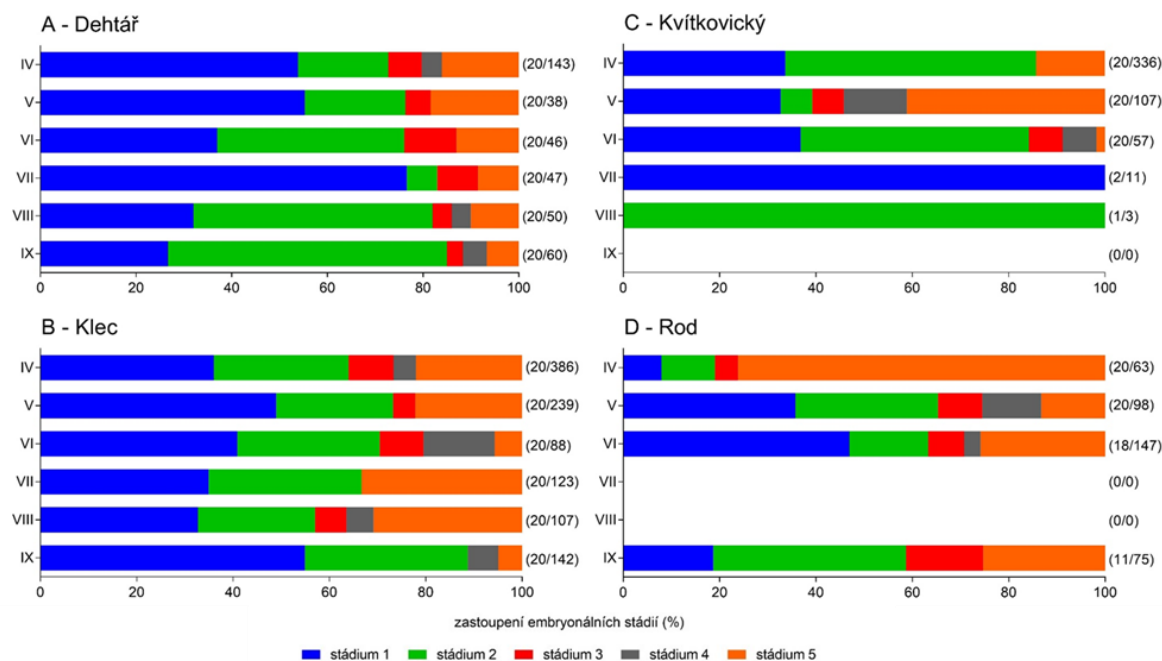 A - Dehtář
IV (20/143)
V (20/38)
VI (20/46)
VII (20/47)
VIII (20/50)
IX (20/60)
0 20 40 60 80 100
B - Klec
IV (20/386)
V (20/239)
VI (20/88)
VII (20/123)
VIII (20/107)
IX (20/142)
0 20 40 60 80 100
C - Kvítkovický
IV (20/336)
V (20/107)
VI (20/57)
VII (2/11)
VIII (1/3)
IX (0/0)
0 20 40 60 80 100
D - Rod
IV (20/63)
V (20/98)
VI (18/147)
VII (0/0)
VIII (0/0)
IX (11/75)
0 20 40 60 80 100
zastoupení embryonálních stádií (%)
stádium 1 stádium 2 stádium 3 stádium 4 stádium 5